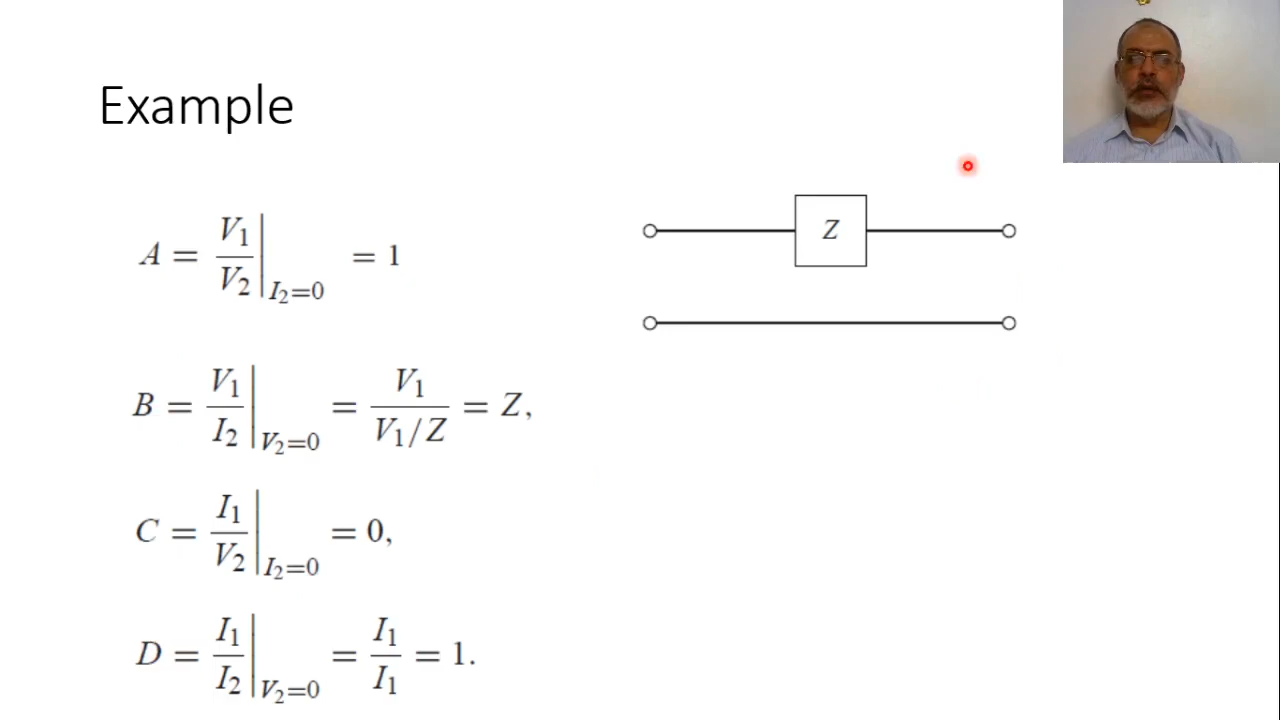 Example
A = V₁/V₂ |I₂=0 = 1
Z
B = V₁/I₂ |V₂=0 = V₁/(V₁/Z) = Z,
C = I₁/V₂ |I₂=0 = 0,
D = I₁/I₂ |V₂=0 = I₁/I₁ = 1.